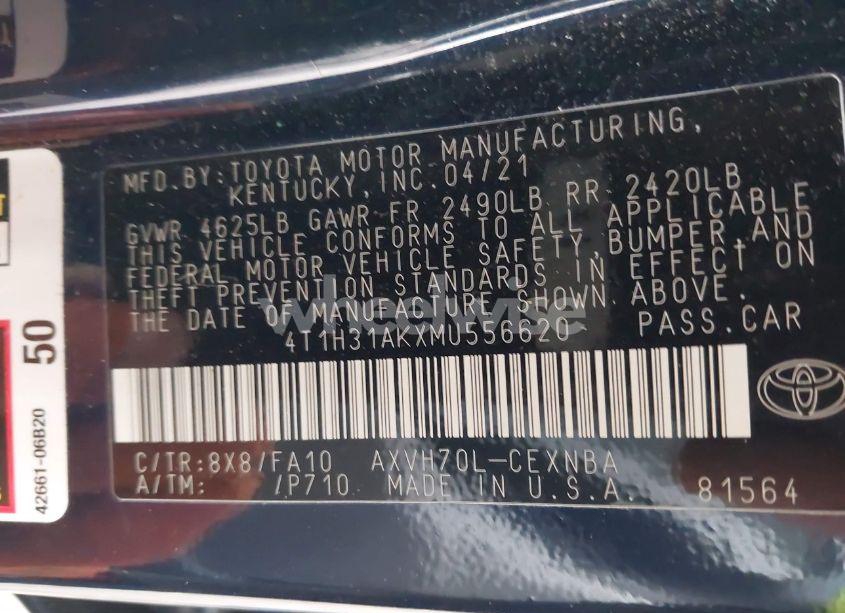 MFD.BY:TOYOTA MOTOR MANUFACTURING,
KENTUCKY,INC.04/21
GVWR 4625LB GAWR FR 2490LB RR 2420LB
THIS VEHICLE CONFORMS TO ALL APPLICABLE
FEDERAL MOTOR VEHICLE SAFETY,BUMPER,AND
THEFT PREVENTION STANDARDS IN EFFECT ON
THE DATE OF MANUFACTURE SHOWN ABOVE.
4T1H31AKXMU556620 PASS.CAR
C/TR:8X8/FA10 AXVH70L-CEXNBA
A/TM: /P710 MADE IN U.S.A. 81564
50
42661-06B20
wheelwise